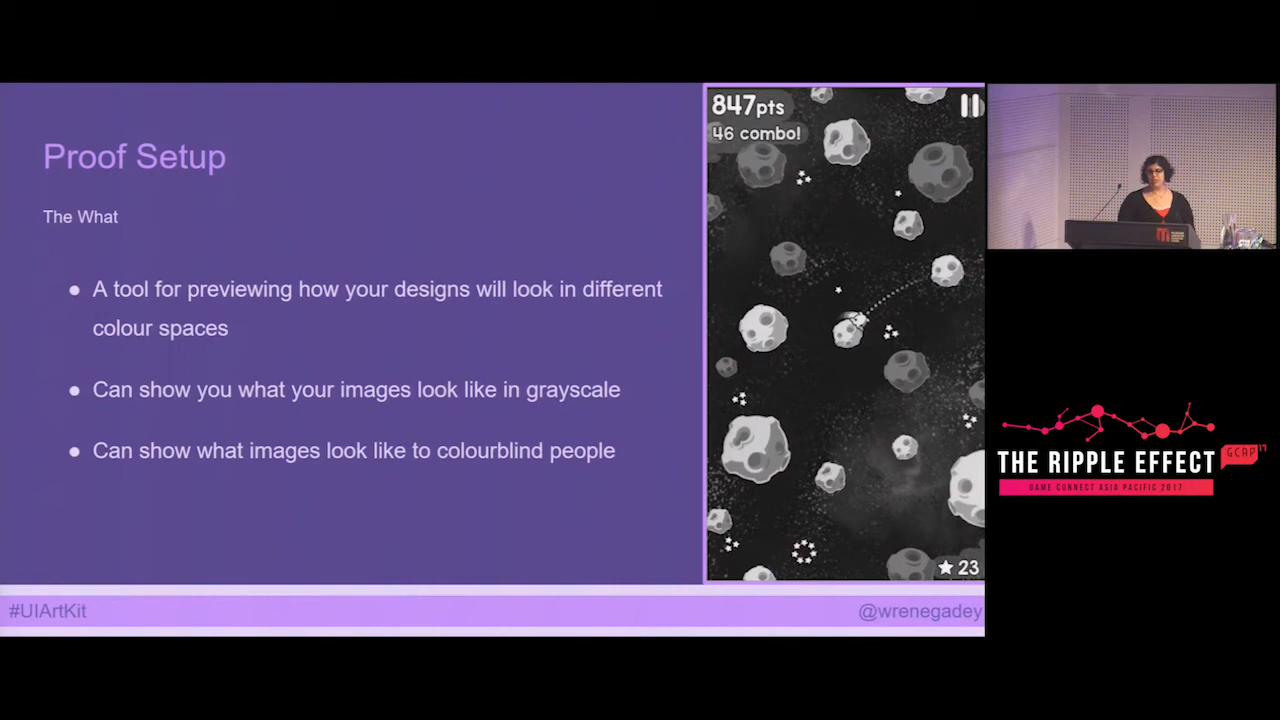 Proof Setup
The What
● A tool for previewing how your designs will look in different
colour spaces
● Can show you what your images look like in grayscale
● Can show what images look like to colourblind people
#UIArtKit
@wrenegadey
847pts
46 combo!
23
THE RIPPLE EFFECT
GCAP 17
GAME CONNECT ASIA PACIFIC 2017